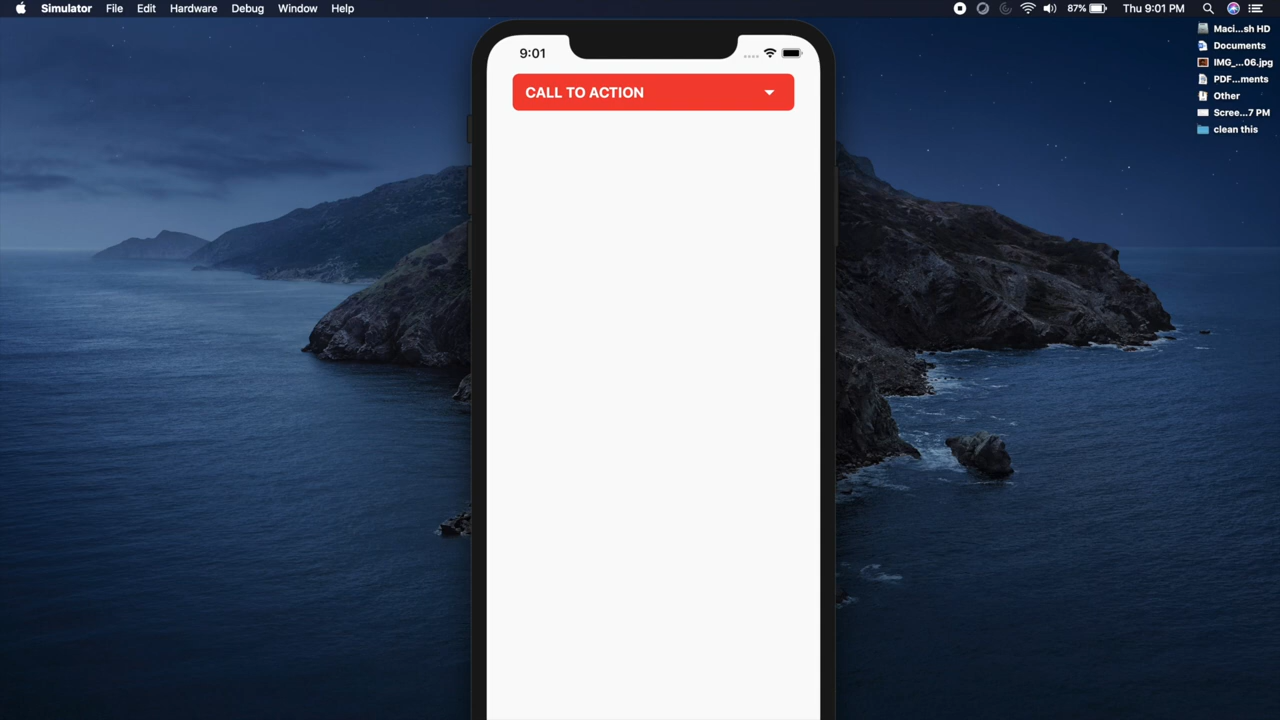 Simulator File Edit Hardware Debug Window Help 87% Thu 9:01 PM
Maci...sh HD
Documents
IMG_...06.jpg
PDF...ments
Other
Scree...7 PM
clean this
9:01
CALL TO ACTION